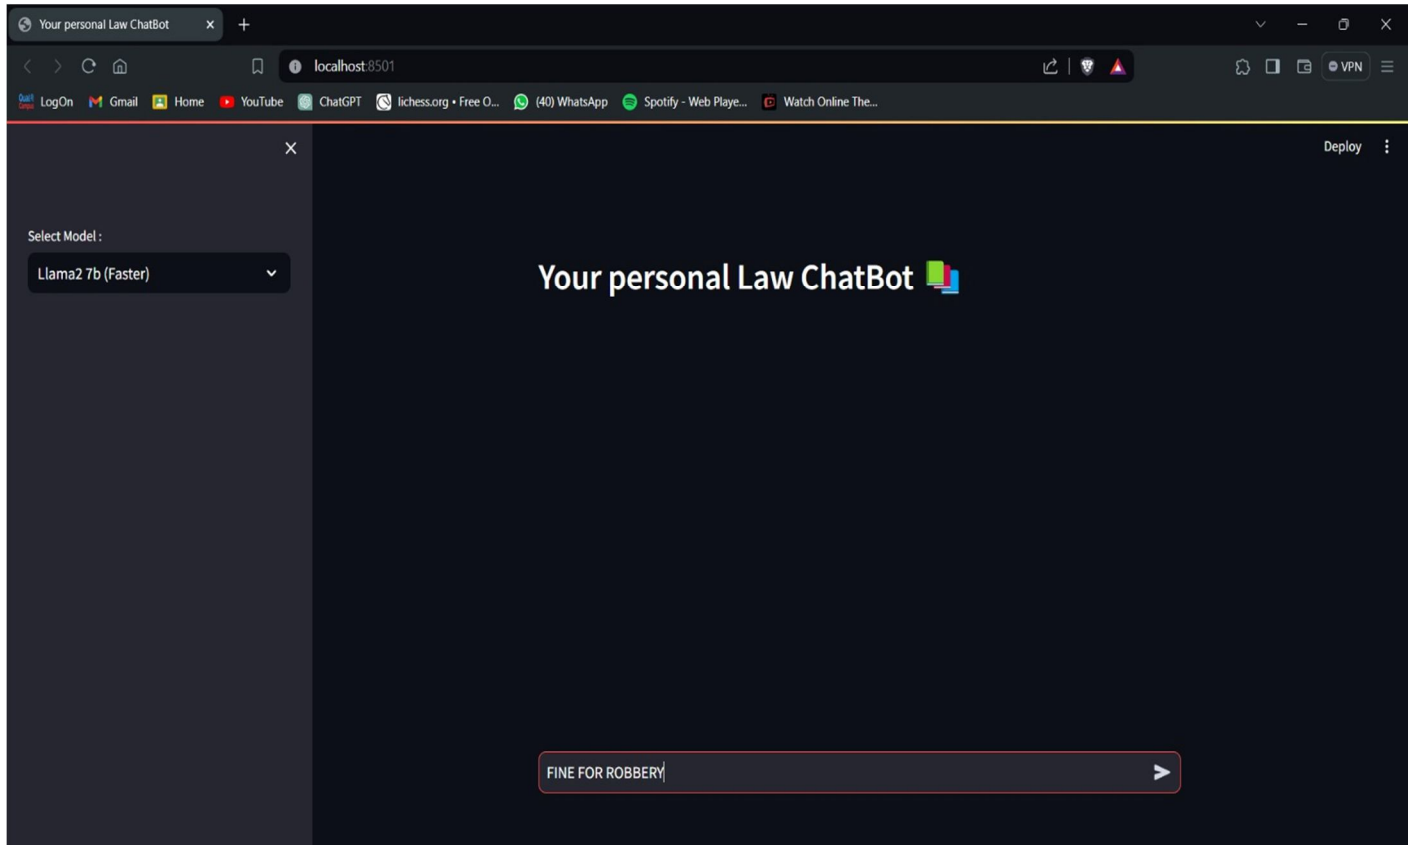 Your personal Law ChatBot
localhost:8501
VPN
LogOn Gmail Home YouTube ChatGPT lichess.org • Free O... (40) WhatsApp Spotify - Web Playe... Watch Online The...
Deploy
Select Model :
Llama2 7b (Faster)
Your personal Law ChatBot
FINE FOR ROBBERY